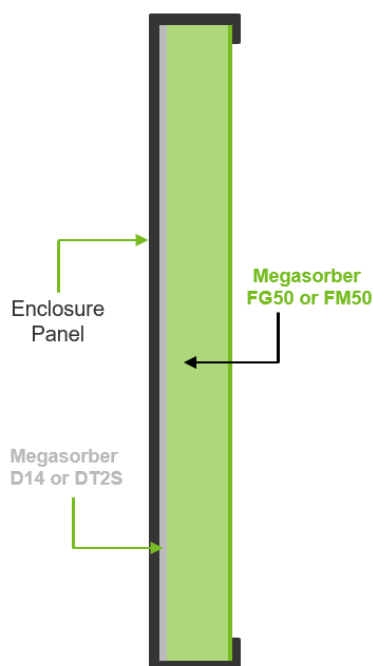 Megasorber
FG50 or FM50
Enclosure
Panel
Megasorber
D14 or DT2S